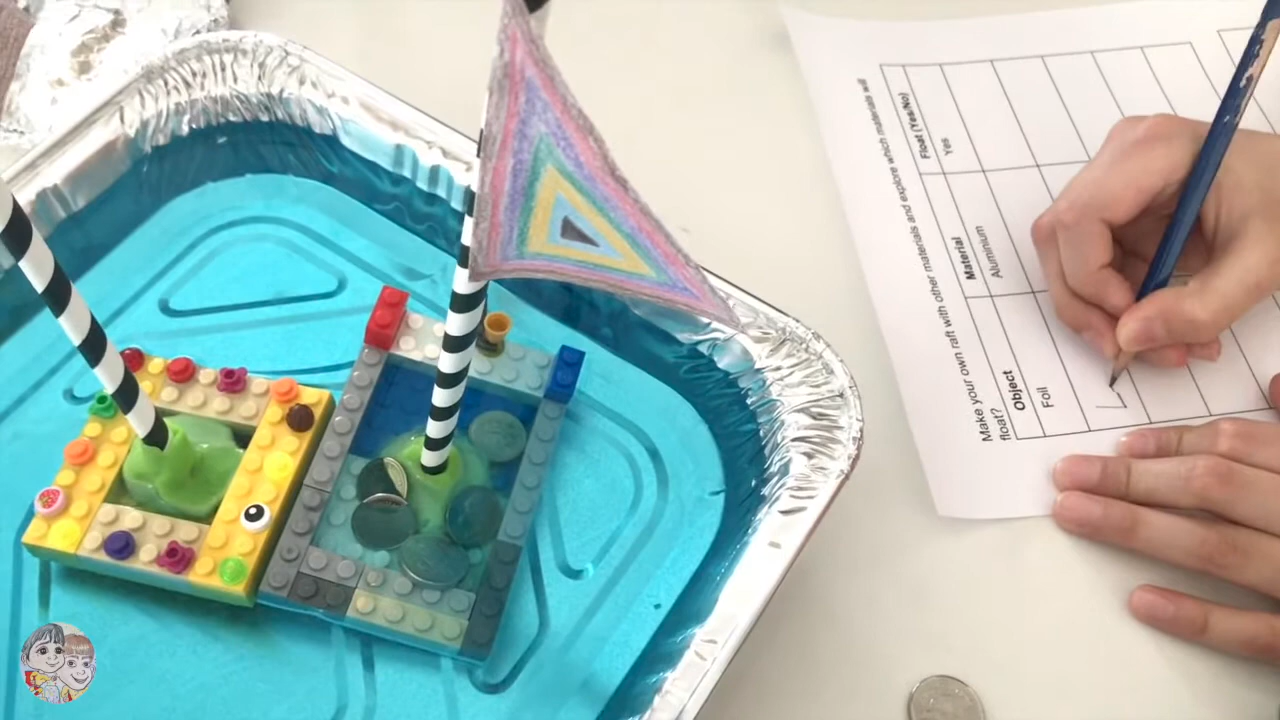 Make your own raft with other materials and explore which materials will
float?
Object Material Float (Yes/No)
Foil Aluminium Yes
L